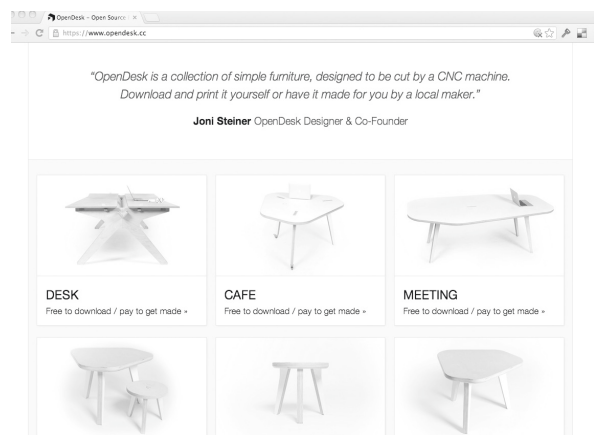 OpenDesk – Open Source
https://www.opendesk.cc
“OpenDesk is a collection of simple furniture, designed to be cut by a CNC machine.
Download and print it yourself or have it made for you by a local maker.”
Joni Steiner OpenDesk Designer & Co-Founder
DESK
Free to download / pay to get made »
CAFE
Free to download / pay to get made »
MEETING
Free to download / pay to get made »